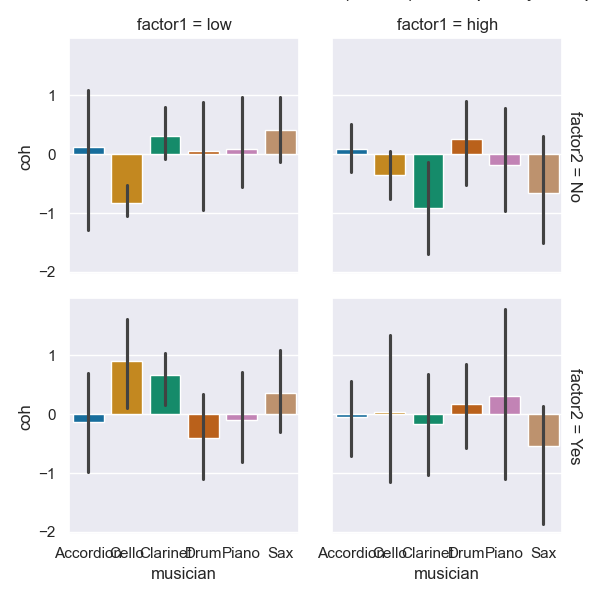 factor1 = low
factor1 = high
1
0
−1
−2
coh
factor2 = No
1
0
−1
−2
coh
factor2 = Yes
Accordion Cello Clarinet Drum Piano Sax
Accordion Cello Clarinet Drum Piano Sax
musician
musician